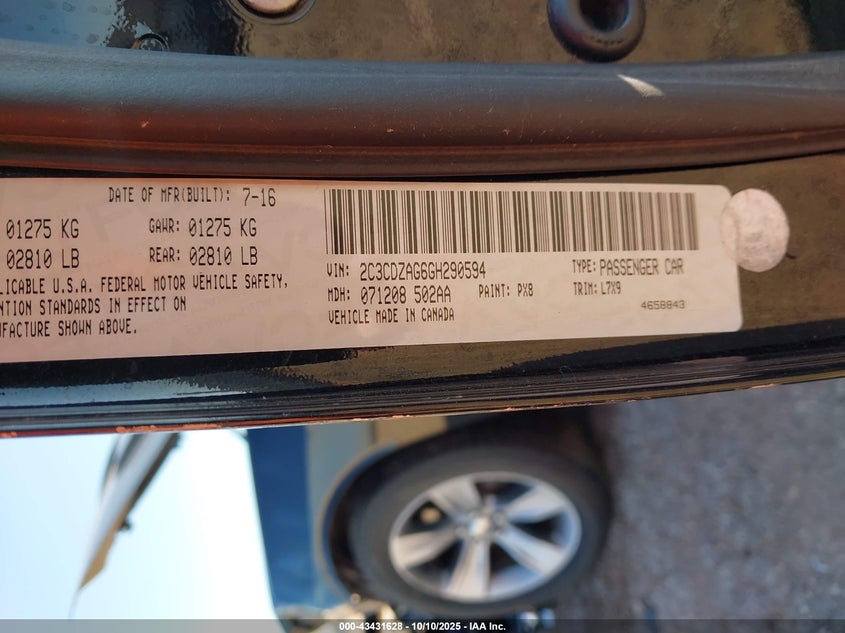 DATE OF MFR(BUILT): 7-16
01275 KG GAWR: 01275 KG
02810 LB REAR: 02810 LB
LICABLE U.S.A. FEDERAL MOTOR VEHICLE SAFETY,
NTION STANDARDS IN EFFECT ON
UFACTURE SHOWN ABOVE.
VIN: 2C3CDZAG6GH290594 TYPE: PASSENGER CAR
MDH: 071208 502AA PAINT: PX8 TRIM: L7X9
VEHICLE MADE IN CANADA 4658843
000-43431628 - 10/10/2025 - IAA Inc.